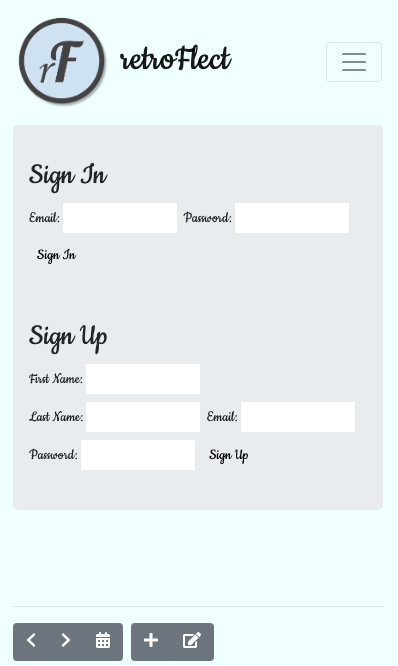 rF retroFlect
Sign In
Email: Password:
Sign In
Sign Up
First Name:
Last Name: Email:
Password: Sign Up